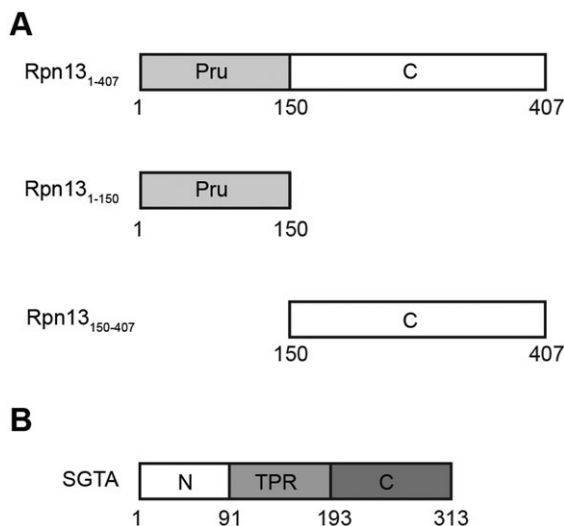 A
Rpn13₁₋₄₀₇ Pru C
1 150 407
Rpn13₁₋₁₅₀ Pru
1 150
Rpn13₁₅₀₋₄₀₇ C
150 407
B
SGTA N TPR C
1 91 193 313